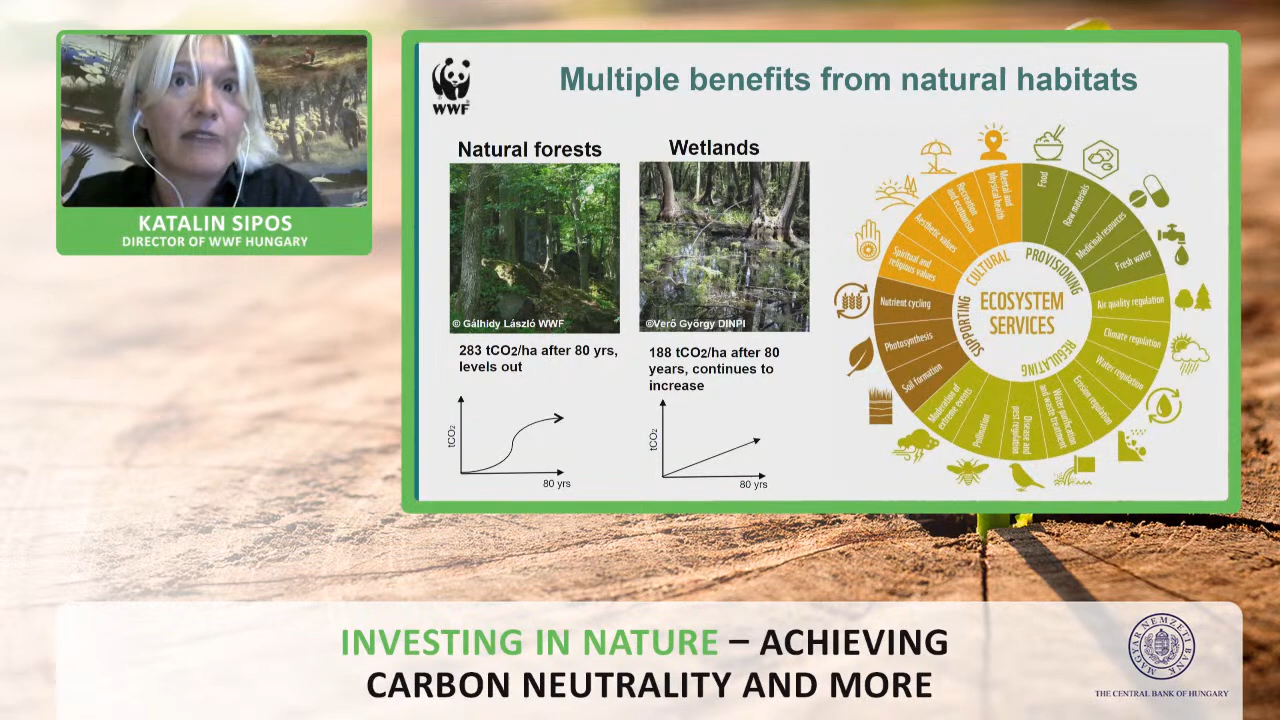 KATALIN SIPOS
DIRECTOR OF WWF HUNGARY
WWF
Multiple benefits from natural habitats
Natural forests
© Gálhidy László WWF
283 tCO2/ha after 80 yrs,
levels out
tCO2
80 yrs
Wetlands
©Verő György DINPI
188 tCO2/ha after 80
years, continues to
increase
tCO2
80 yrs
ECOSYSTEM
SERVICES
PROVISIONING
Food
Raw materials
Medicinal resources
Fresh water
REGULATING
Air quality regulation
Climate regulation
Water regulation
Erosion regulation
Water purification
and waste treatment
Disease and
pest regulation
Pollination
Moderation of
extreme events
SUPPORTING
Soil formation
Photosynthesis
Nutrient cycling
CULTURAL
Spiritual and
religious values
Aesthetic values
Recreation
and ecotourism
Mental and
physical health
INVESTING IN NATURE – ACHIEVING
CARBON NEUTRALITY AND MORE
MAGYAR NEMZETI BANK
THE CENTRAL BANK OF HUNGARY